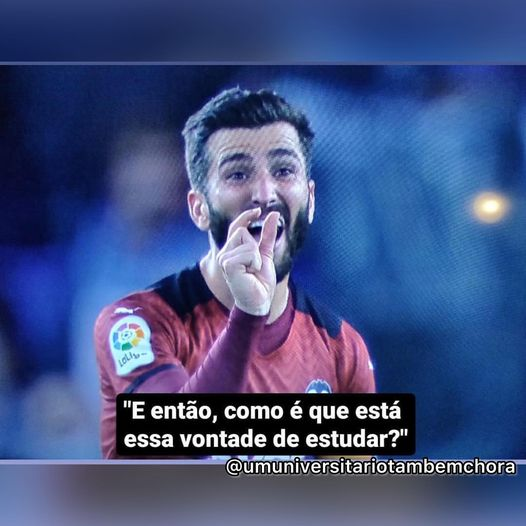 "E então, como é que está
essa vontade de estudar?"
@umuniversitariotambemchora